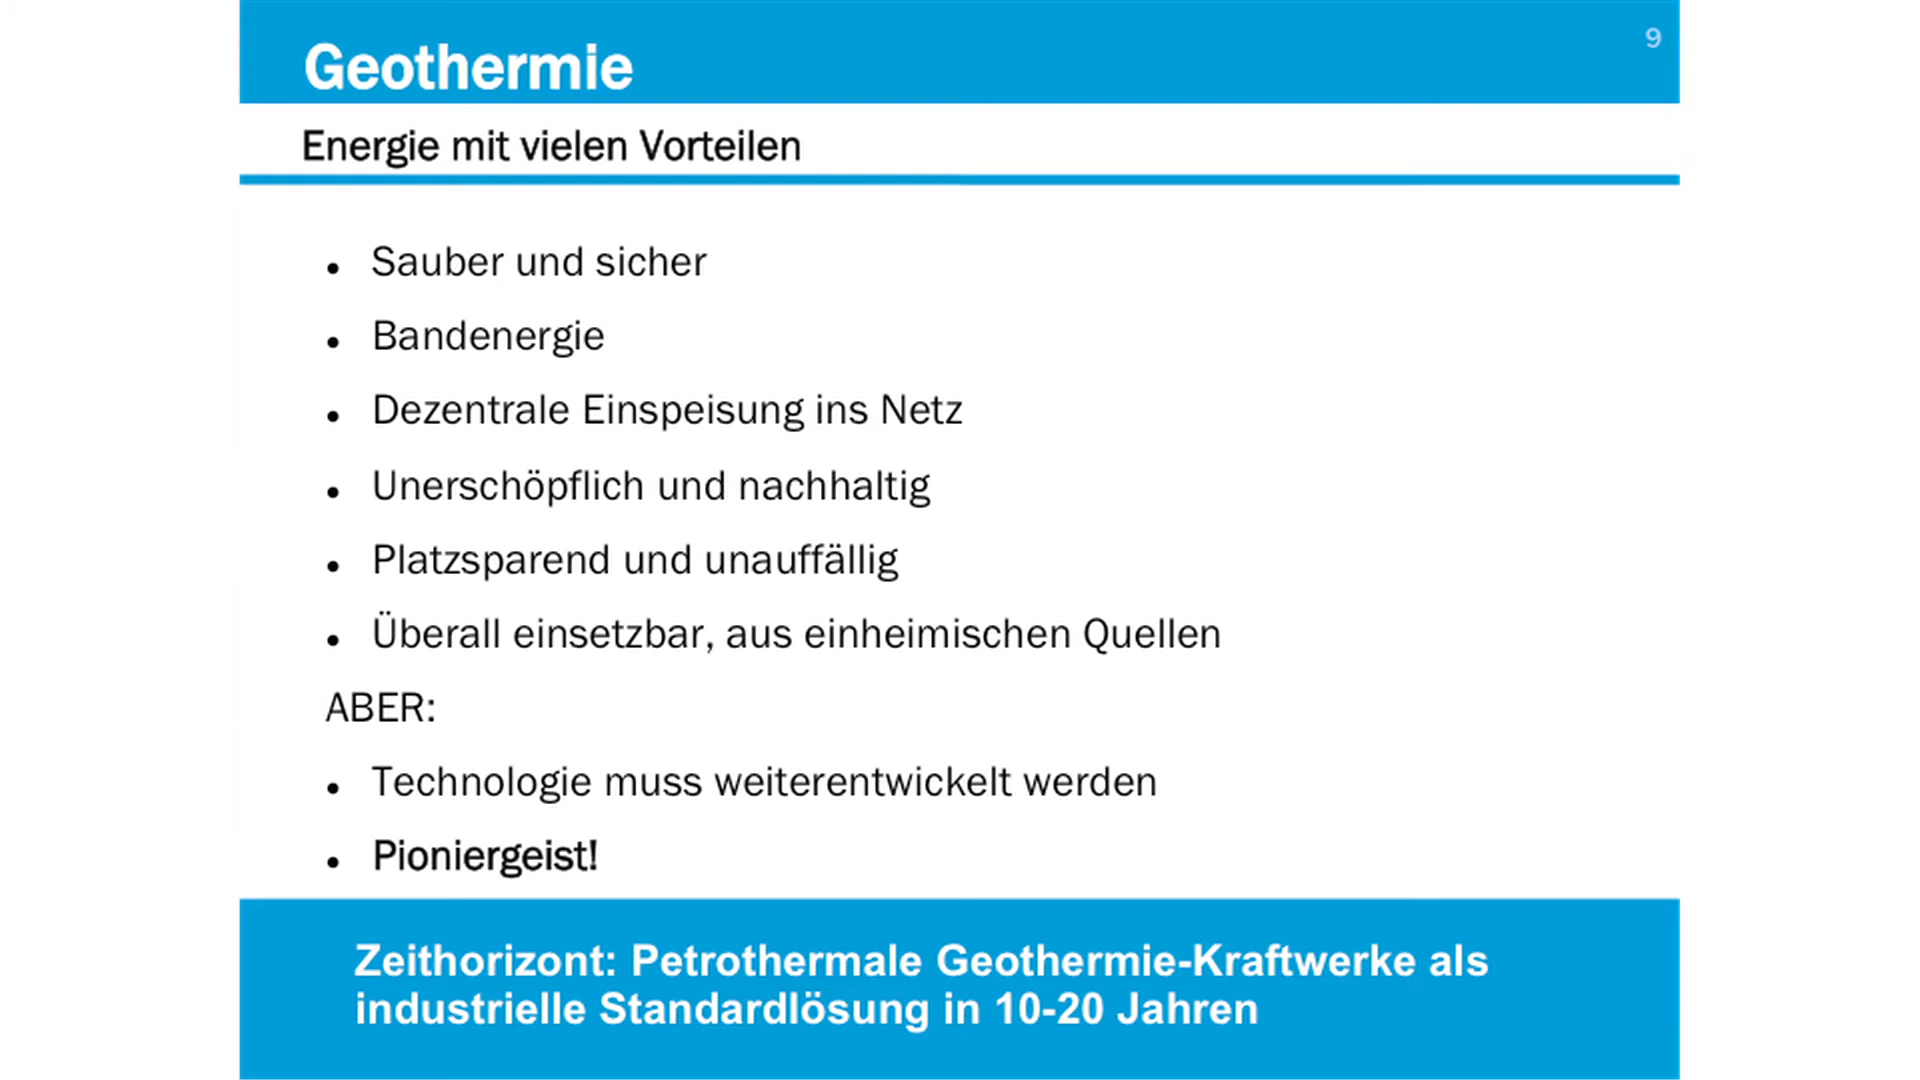 Geothermie
9
Energie mit vielen Vorteilen
• Sauber und sicher
• Bandenergie
• Dezentrale Einspeisung ins Netz
• Unerschöpflich und nachhaltig
• Platzsparend und unauffällig
• Überall einsetzbar, aus einheimischen Quellen
ABER:
• Technologie muss weiterentwickelt werden
• Pioniergeist!
Zeithorizont: Petrothermale Geothermie-Kraftwerke als
industrielle Standardlösung in 10-20 Jahren